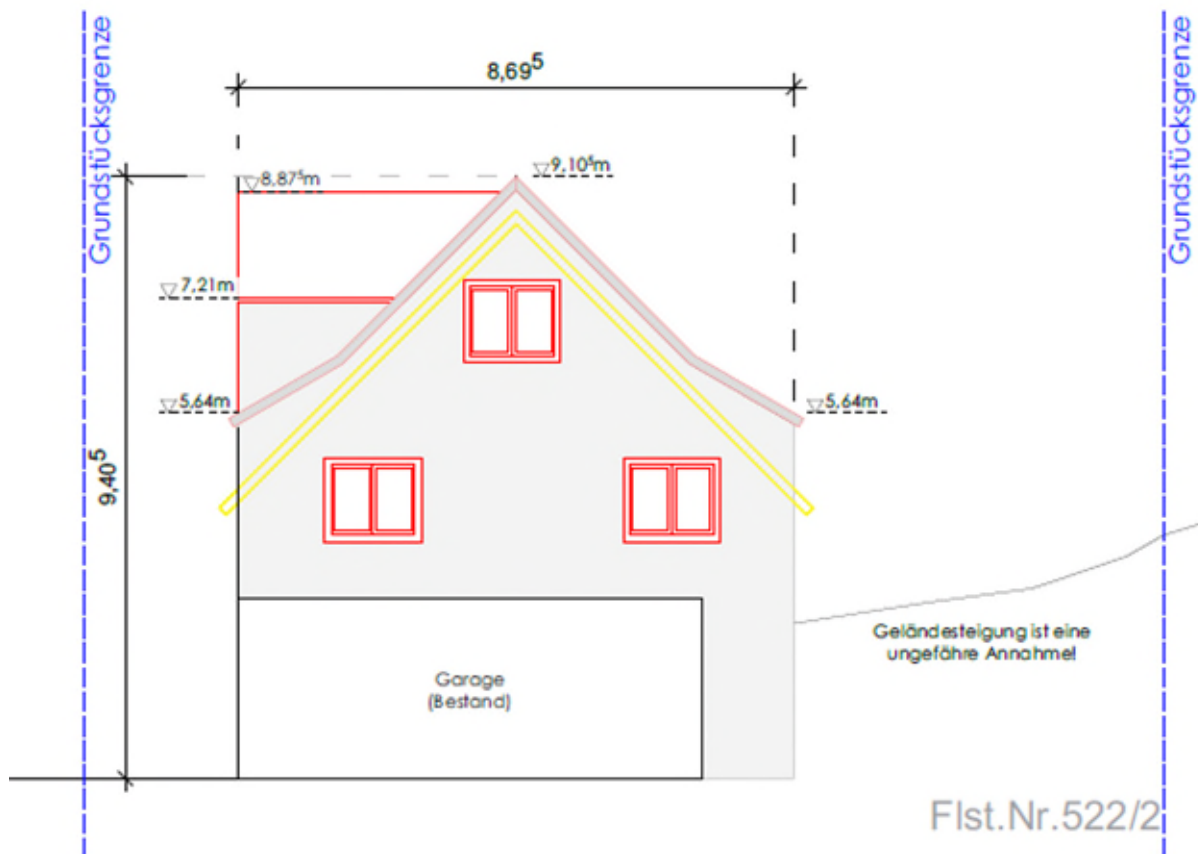 Grundstücksgrenze
Grundstücksgrenze
8,69⁵
9,10⁵m
8,87⁵m
7,21m
5,64m
5,64m
9,40⁵
Geländesteigung ist eine
ungefähre Annahme!
Garage
(Bestand)
Flst.Nr.522/2